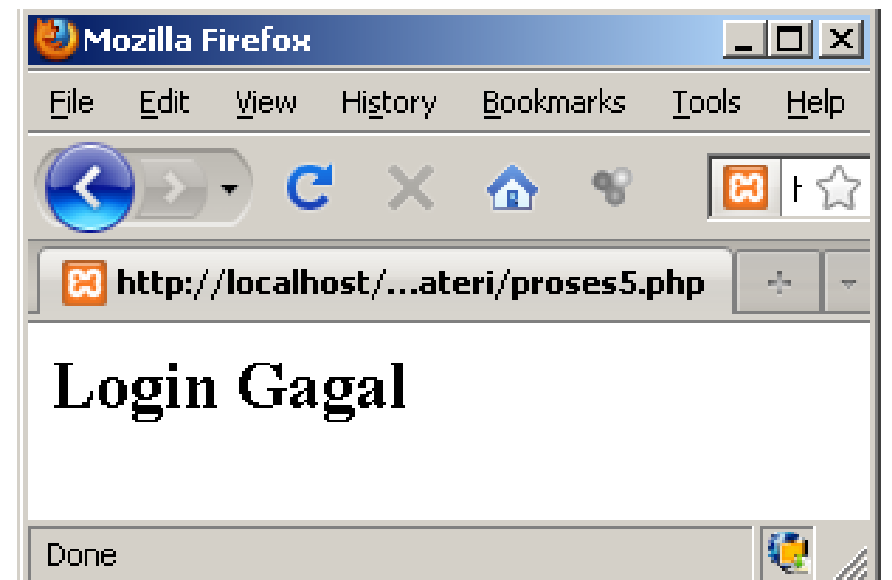 Mozilla Firefox
File Edit View History Bookmarks Tools Help
http://localhost/...ateri/proses5.php
Login Gagal
Done